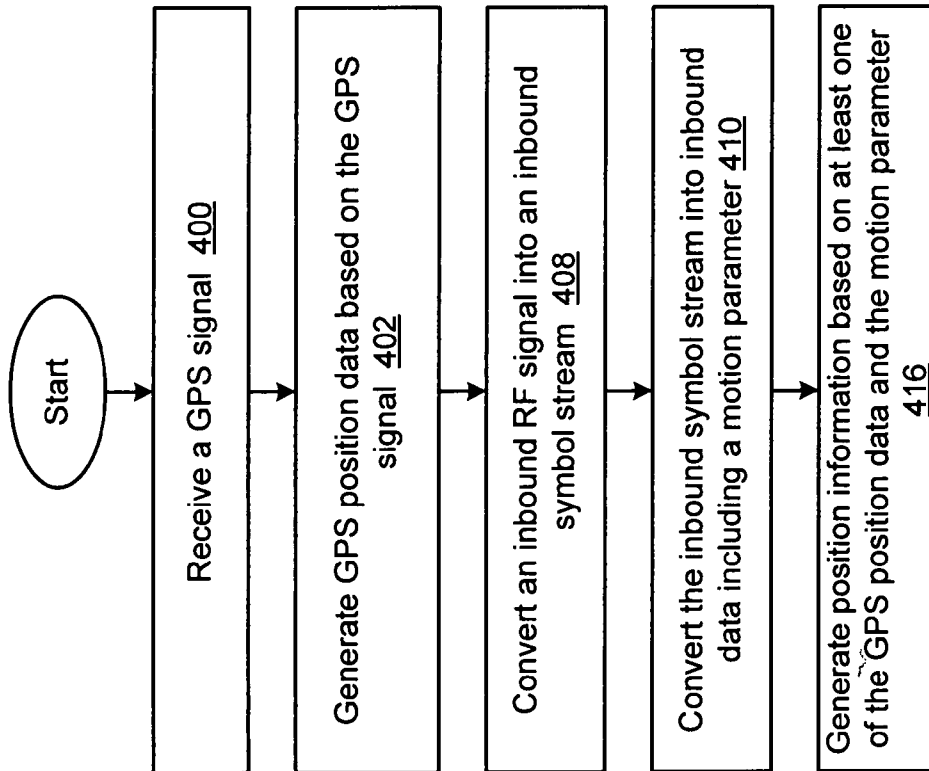 Start
Receive a GPS signal 400
Generate GPS position data based on the GPS
signal 402
Convert an inbound RF signal into an inbound
symbol stream 408
Convert the inbound symbol stream into inbound
data including a motion parameter 410
Generate position information based on at least one
of the GPS position data and the motion parameter
416